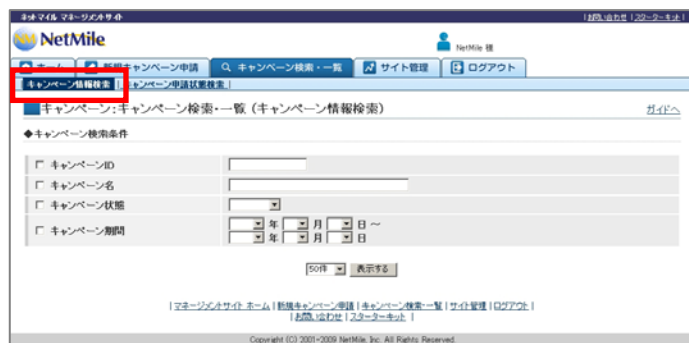 ネットマイル マネージメントサイト |お問い合わせ|スターターキット|
NetMile
NetMile 様
ホーム 新規キャンペーン申請 キャンペーン検索・一覧 サイト管理 ログアウト
キャンペーン情報検索 | キャンペーン申請状態検索 |
キャンペーン:キャンペーン検索・一覧 (キャンペーン情報検索) ガイドへ
◆キャンペーン検索条件
キャンペーンID
キャンペーン名
キャンペーン状態
キャンペーン期間 年 月 日 ~
年 月 日
50件 表示する
|マネージメントサイト ホーム|新規キャンペーン申請|キャンペーン検索・一覧|サイト管理|ログアウト|
|お問い合わせ|スターターキット|
Copyright (C) 2001-2009 NetMile, Inc. All Rights Reserved.